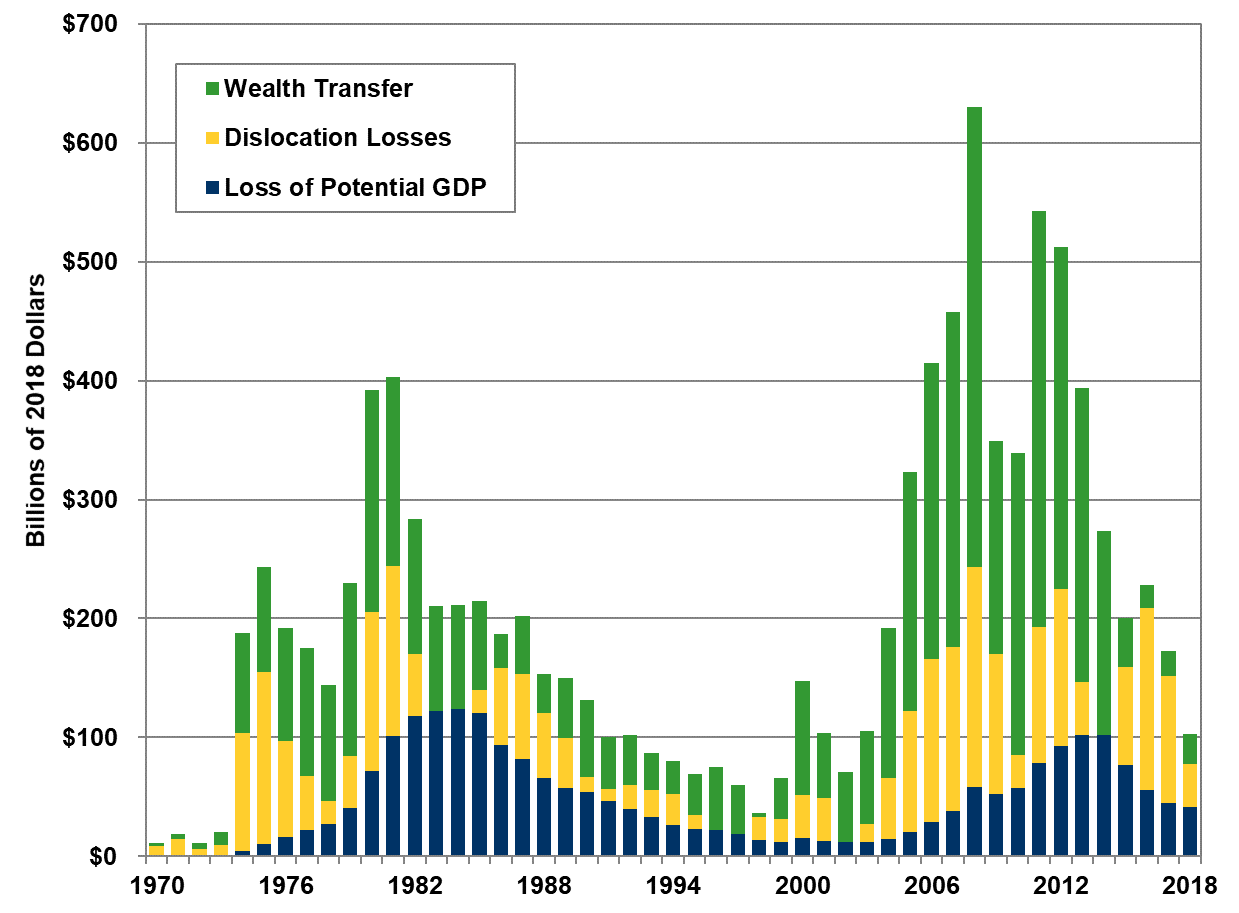 $700
$600
$500
$400
$300
$200
$100
$0
Billions of 2018 Dollars
Wealth Transfer
Dislocation Losses
Loss of Potential GDP
1970 1976 1982 1988 1994 2000 2006 2012 2018